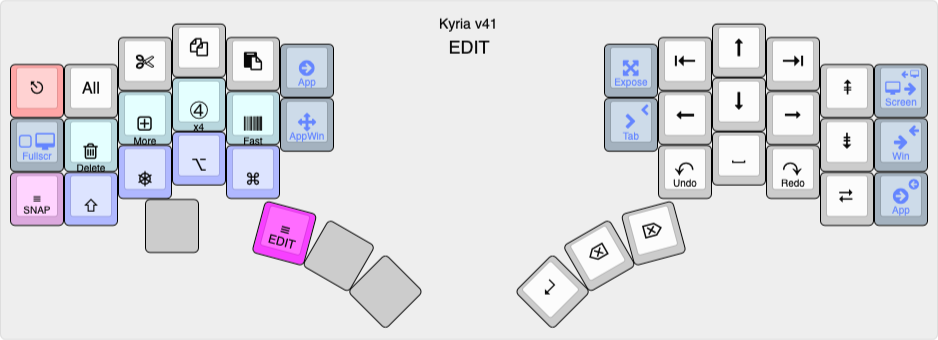 Kyria v41
EDIT
All
App
Expose
Screen
④
x4
More
Fast
AppWin
Tab
Fullscr
Delete
Win
Undo
Redo
SNAP
App
EDIT